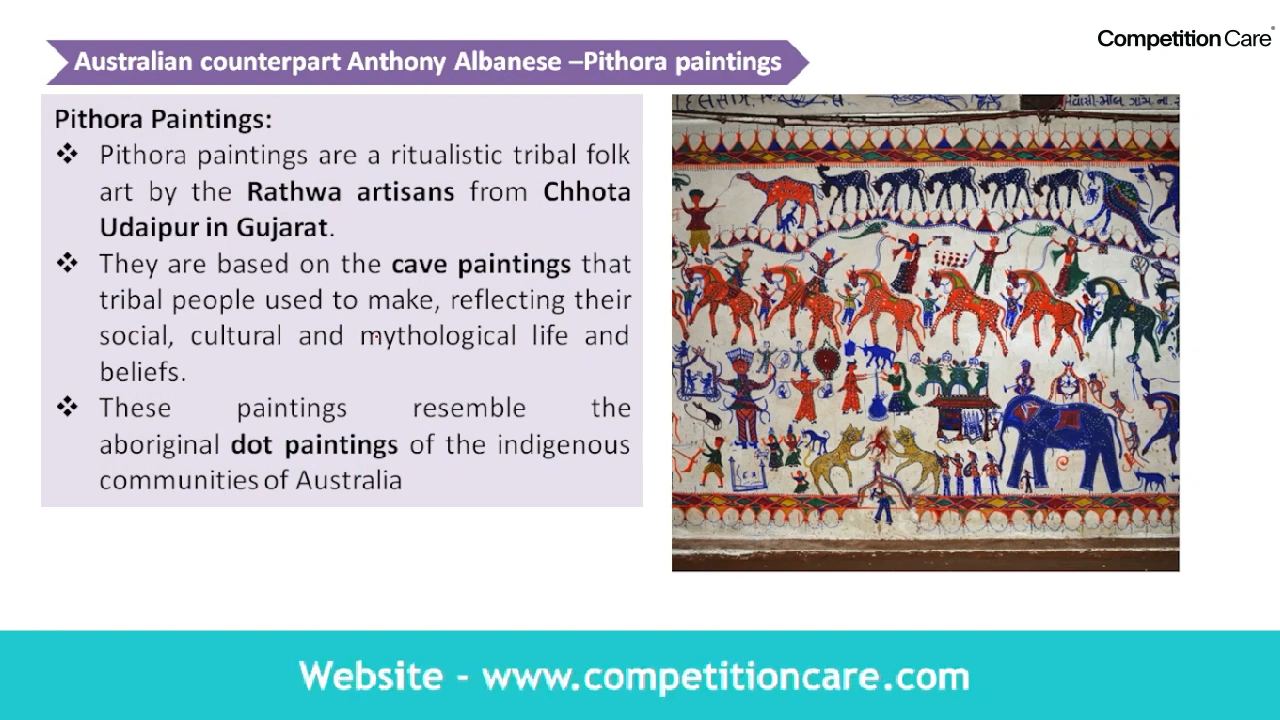 Competition Care
Australian counterpart Anthony Albanese –Pithora paintings
Pithora Paintings:
❖ Pithora paintings are a ritualistic tribal folk
art by the Rathwa artisans from Chhota
Udaipur in Gujarat.
❖ They are based on the cave paintings that
tribal people used to make, reflecting their
social, cultural and mythological life and
beliefs.
❖ These paintings resemble the
aboriginal dot paintings of the indigenous
communities of Australia
Website - www.competitioncare.com